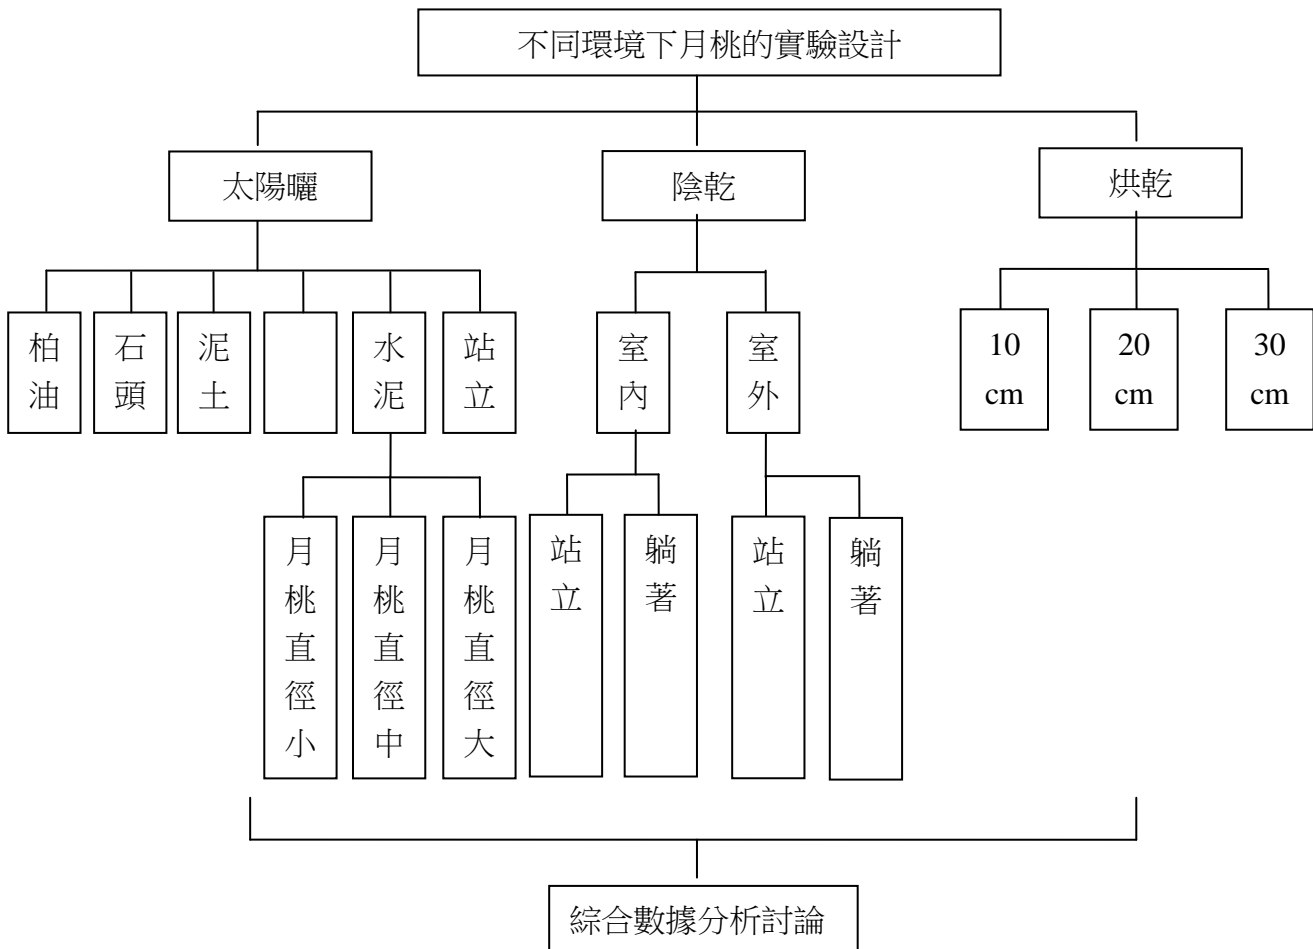 不同環境下月桃的實驗設計
太陽曬
陰乾
烘乾
柏油
石頭
泥土
水泥
站立
室內
室外
10
cm
20
cm
30
cm
月桃直徑小
月桃直徑中
月桃直徑大
站立
躺著
站立
躺著
綜合數據分析討論